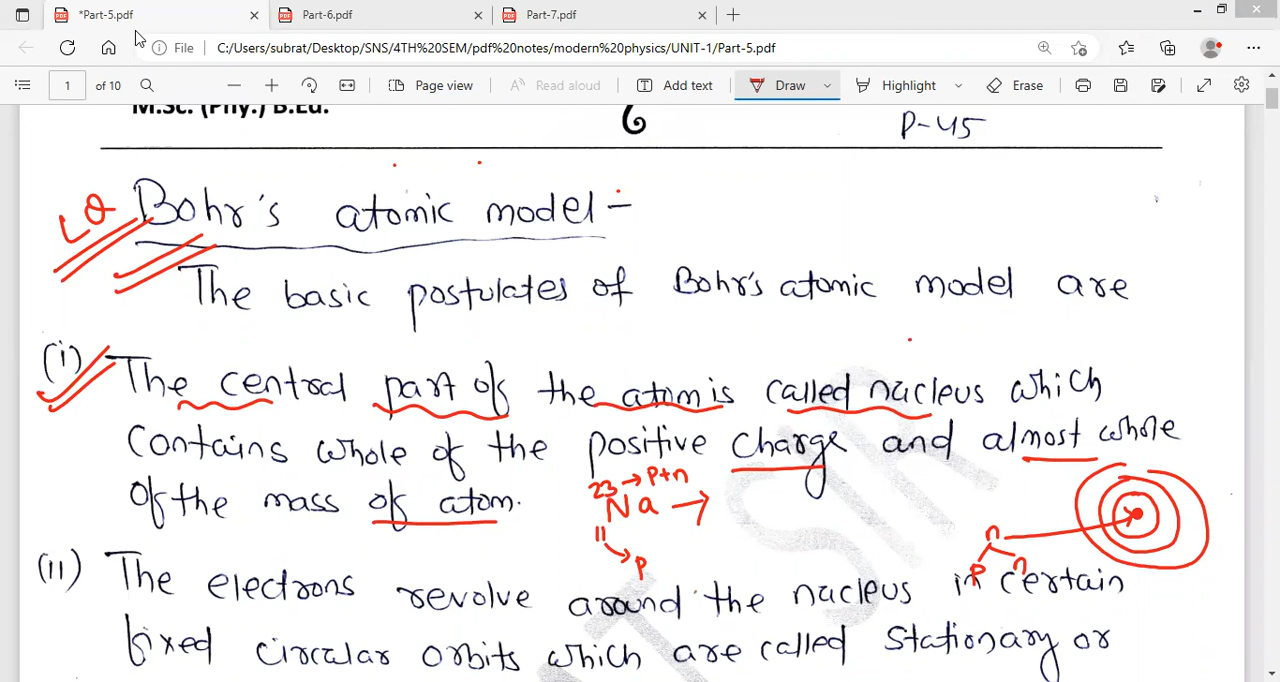 *Part-5.pdf
Part-6.pdf
Part-7.pdf
File
C:/Users/subrat/Desktop/SNS/4TH%20SEM/pdf%20notes/modern%20physics/UNIT-1/Part-5.pdf
1 of 10
Page view
Read aloud
Add text
Draw
Highlight
Erase
M.Sc. (Phy.) B.Ed.
6
P-45
Q Bohr's atomic model-
The basic postulates of Bohr's atomic model are
(i) The central part of the atom is called nucleus which
contains whole of the positive charge and almost whole
of the mass of atom.
23 → P+n
Na →
11
P
n
P n
(ii) The electrons revolve around the nucleus in certain
fixed circular orbits which are called Stationary or